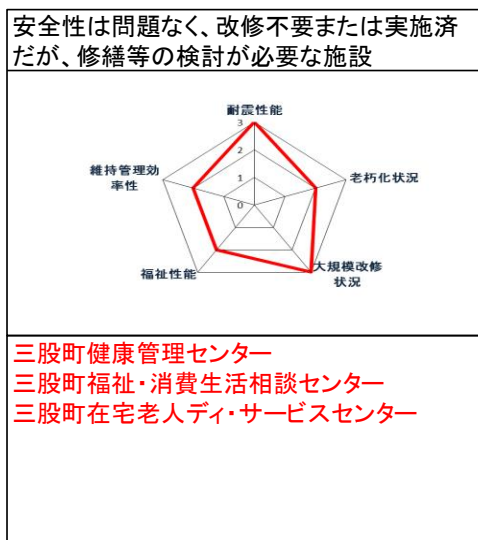 安全性は問題なく、改修不要または実施済
だが、修繕等の検討が必要な施設
耐震性能
3
2
1
0
維持管理効
率性
老朽化状況
福祉性能
大規模改修
状況
三股町健康管理センター
三股町福祉・消費生活相談センター
三股町在宅老人ディ・サービスセンター